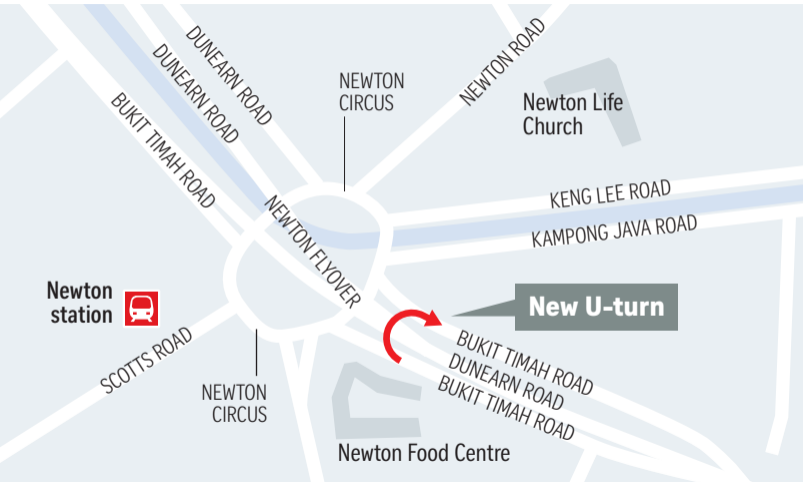 DUNEARN ROAD
DUNEARN ROAD
BUKIT TIMAH ROAD
NEWTON
CIRCUS
NEWTON ROAD
Newton Life
Church
KENG LEE ROAD
KAMPONG JAVA ROAD
NEWTON FLYOVER
Newton
station
New U-turn
SCOTTS ROAD
NEWTON
CIRCUS
BUKIT TIMAH ROAD
DUNEARN ROAD
BUKIT TIMAH ROAD
Newton Food Centre